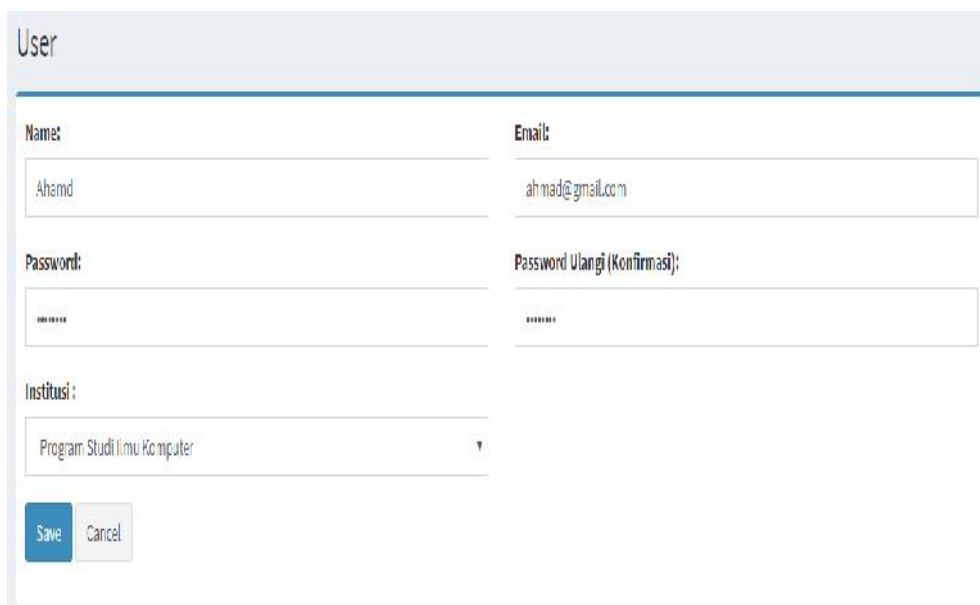 User
Name:
Email:
Ahamd
ahmad@gmail.com
Password:
Password Ulangi (Konfirmasi):
Institusi :
Program Studi Ilmu Komputer
Save
Cancel